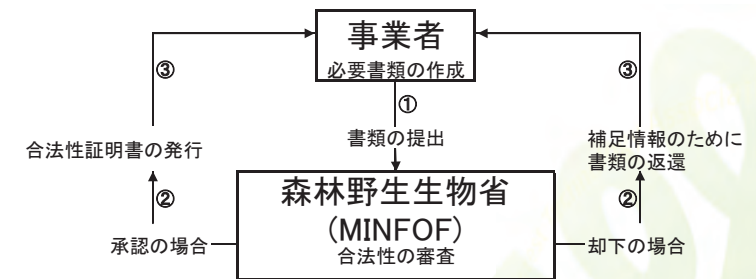 事業者
必要書類の作成
③
③
①
書類の提出
合法性証明書の発行
補足情報のために
書類の返還
②
②
森林野生生物省
(MINFOF)
合法性の審査
承認の場合
却下の場合